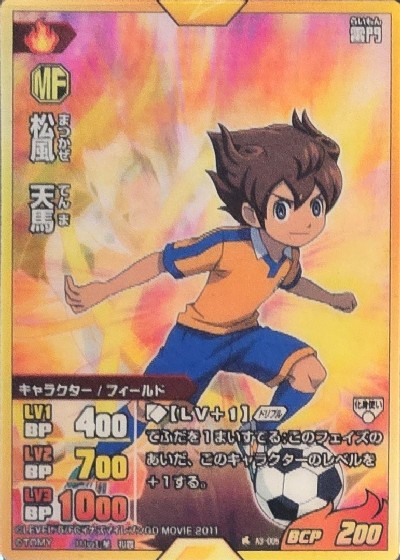 らいもん
雷門
MF
まつかぜ
松風
てんま
天馬
キャラクター / フィールド
LV1
BP 400
LV2
BP 700
LV3
BP 1000
◆【LV+1】 ドリブル
化身使い
てふだを1まいすてる:このフェイズの
あいだ、このキャラクターのレベルを
+1する。
MOVIE 2011
©TOMY
BCP 200